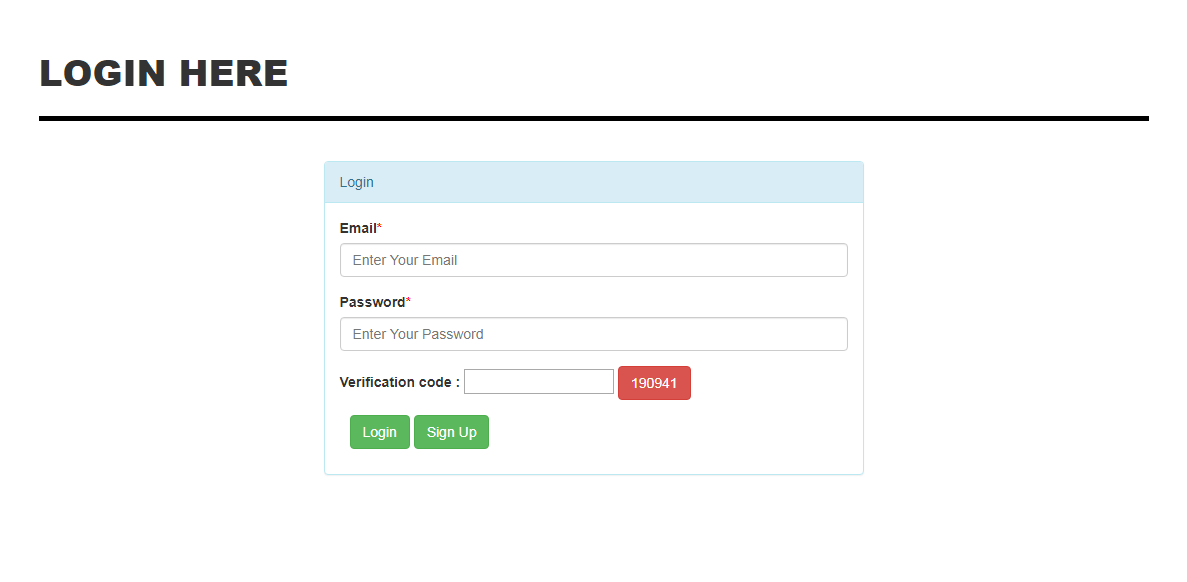 LOGIN HERE
Login
Email*
Enter Your Email
Password*
Enter Your Password
Verification code : 190941
Login Sign Up